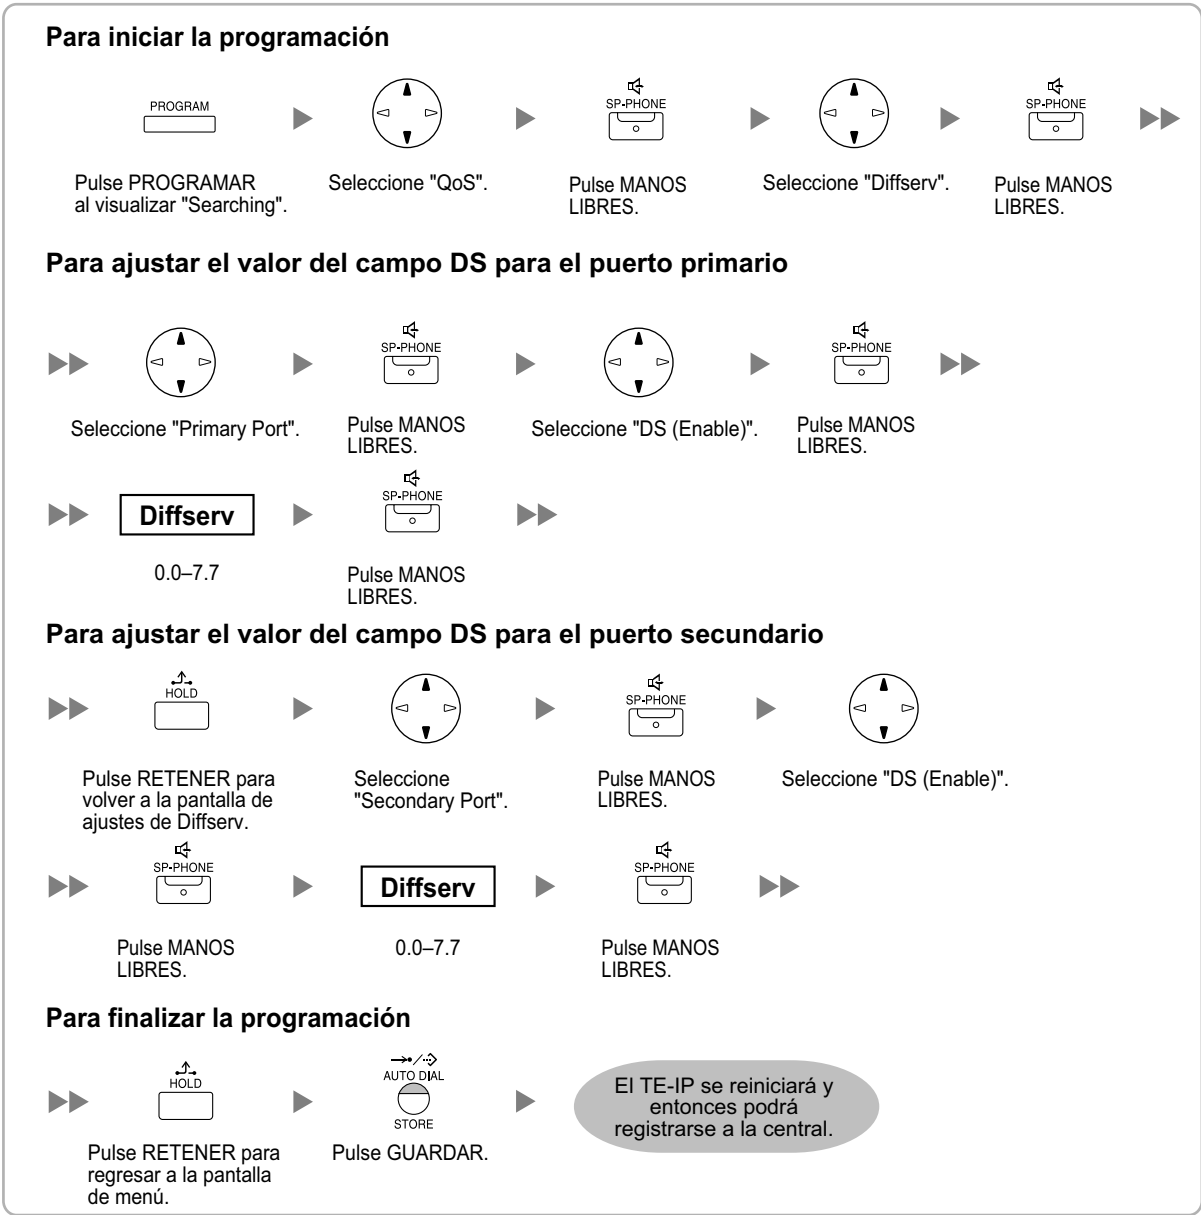 Para iniciar la programación
PROGRAM
SP-PHONE
SP-PHONE
Pulse PROGRAMAR
al visualizar "Searching".
Seleccione "QoS".
Pulse MANOS
LIBRES.
Seleccione "Diffserv".
Pulse MANOS
LIBRES.
Para ajustar el valor del campo DS para el puerto primario
SP-PHONE
SP-PHONE
Seleccione "Primary Port".
Pulse MANOS
LIBRES.
Seleccione "DS (Enable)".
Pulse MANOS
LIBRES.
Diffserv
SP-PHONE
0.0–7.7
Pulse MANOS
LIBRES.
Para ajustar el valor del campo DS para el puerto secundario
HOLD
SP-PHONE
Pulse RETENER para
volver a la pantalla de
ajustes de Diffserv.
Seleccione
"Secondary Port".
Pulse MANOS
LIBRES.
Seleccione "DS (Enable)".
SP-PHONE
Diffserv
SP-PHONE
Pulse MANOS
LIBRES.
0.0–7.7
Pulse MANOS
LIBRES.
Para finalizar la programación
HOLD
AUTO DIAL
STORE
El TE-IP se reiniciará y
entonces podrá
registrarse a la central.
Pulse RETENER para
regresar a la pantalla
de menú.
Pulse GUARDAR.